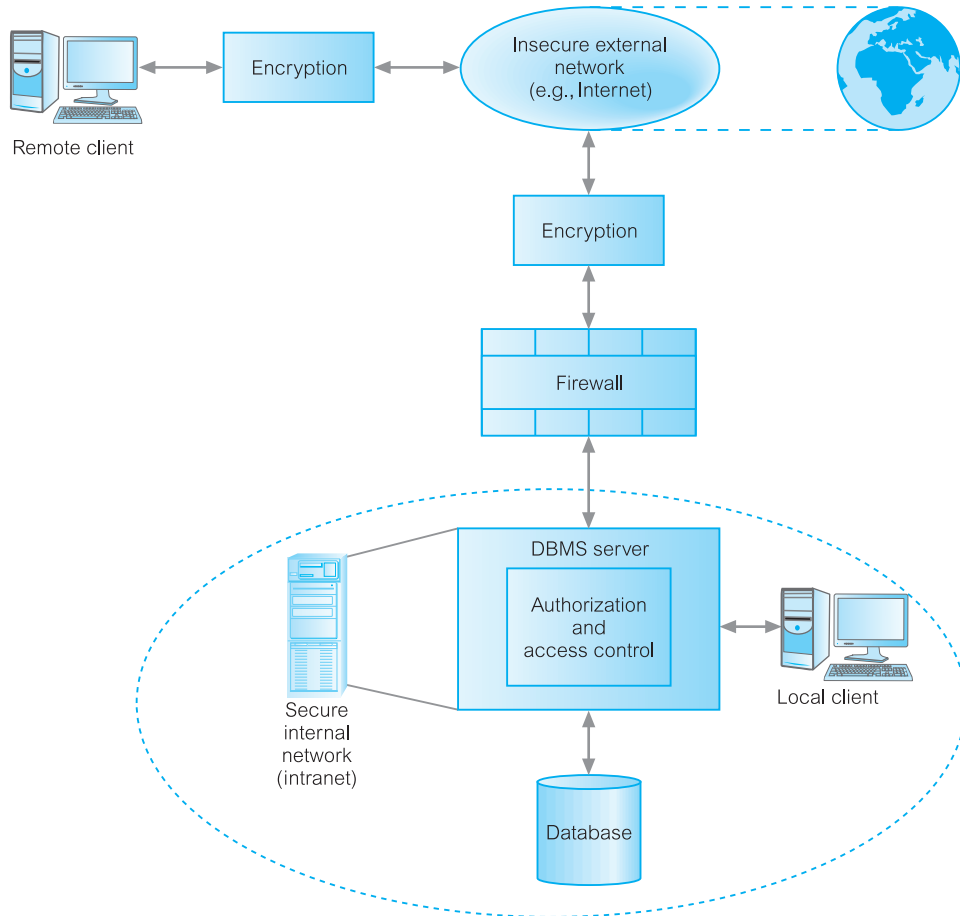 Insecure external
network
(e.g., Internet)
Encryption
Remote client
Encryption
Firewall
DBMS server
Authorization
and
access control
Local client
Secure
internal
network
(intranet)
Database